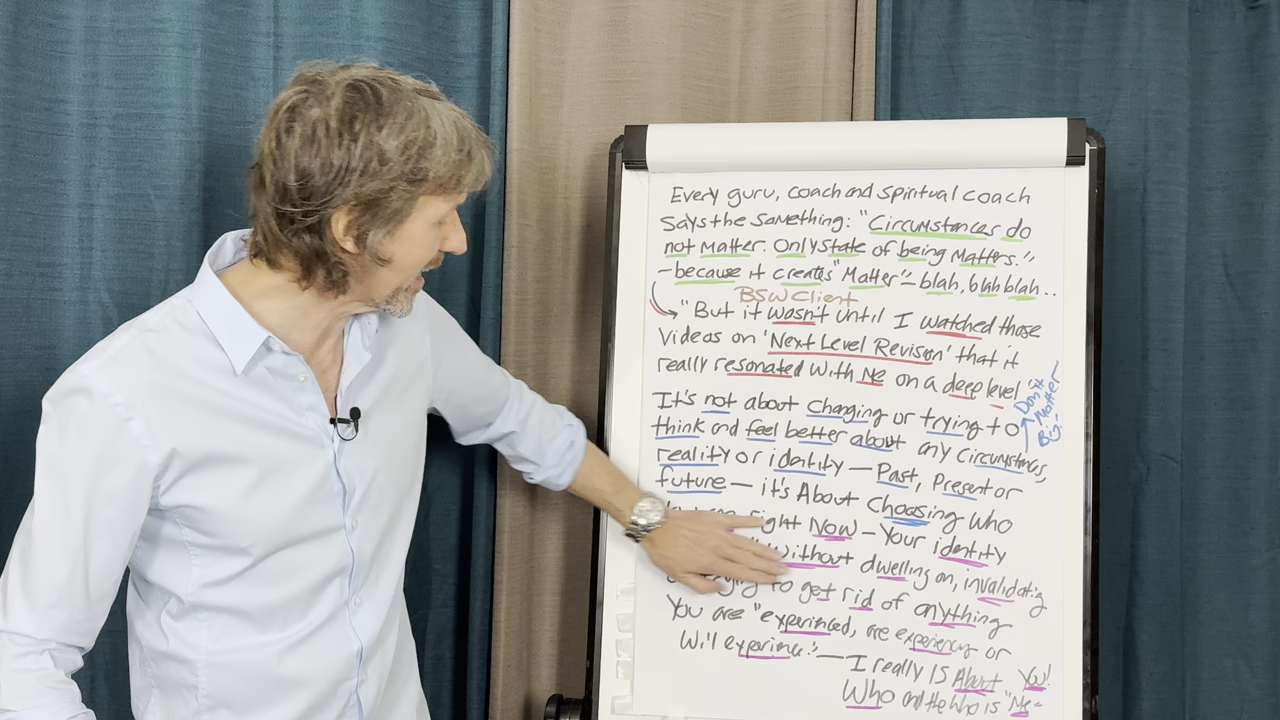 Every guru, coach and spiritual coach
Says the Something: "Circumstances do
not Matter. Only state of being Matters."
– because it creates "Matter" – blah, blah blah..
BSW Client
"But it wasn't until I watched those
Videos on 'Next Level Revision' that it
really resonated with Me on a deep level"
Don't
Matter
It's not about Changing or trying to
think and feel better about any Circumstances,
reality or identity – Past, Present or
future – it's About Choosing Who
right Now – Your identity
without dwelling on, invalidating
to get rid of anything
You are "experienced, are experiency or
Will experience." – I really IS About You!
Who and the Who is "Me"